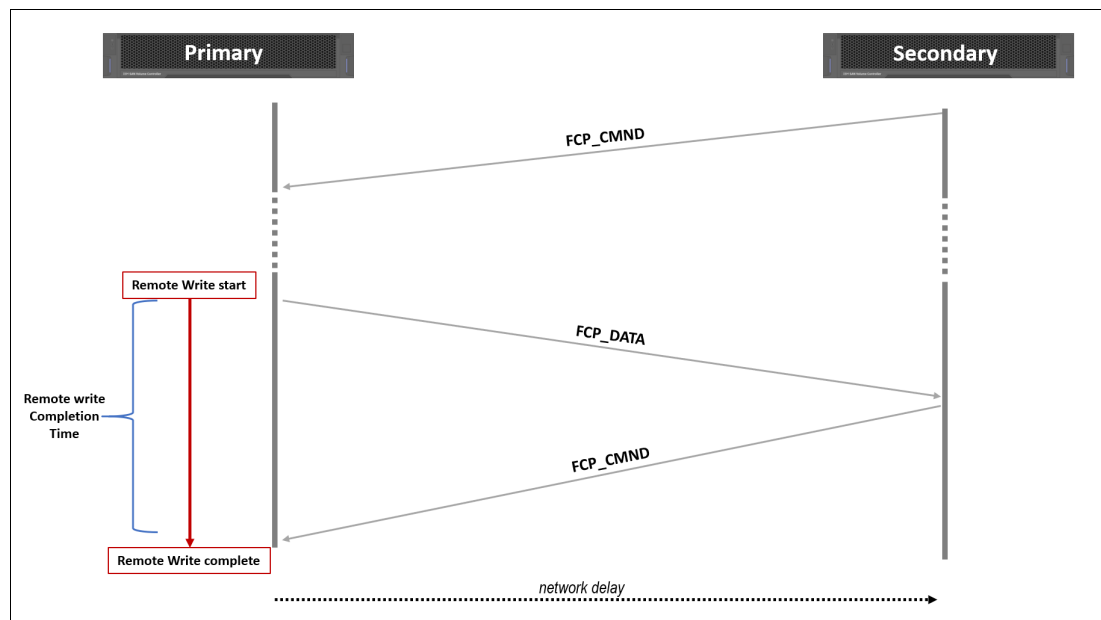 Primary
Secondary
FCP_CMND
Remote Write start
FCP_DATA
Remote write
Completion
Time
FCP_CMND
Remote Write complete
network delay